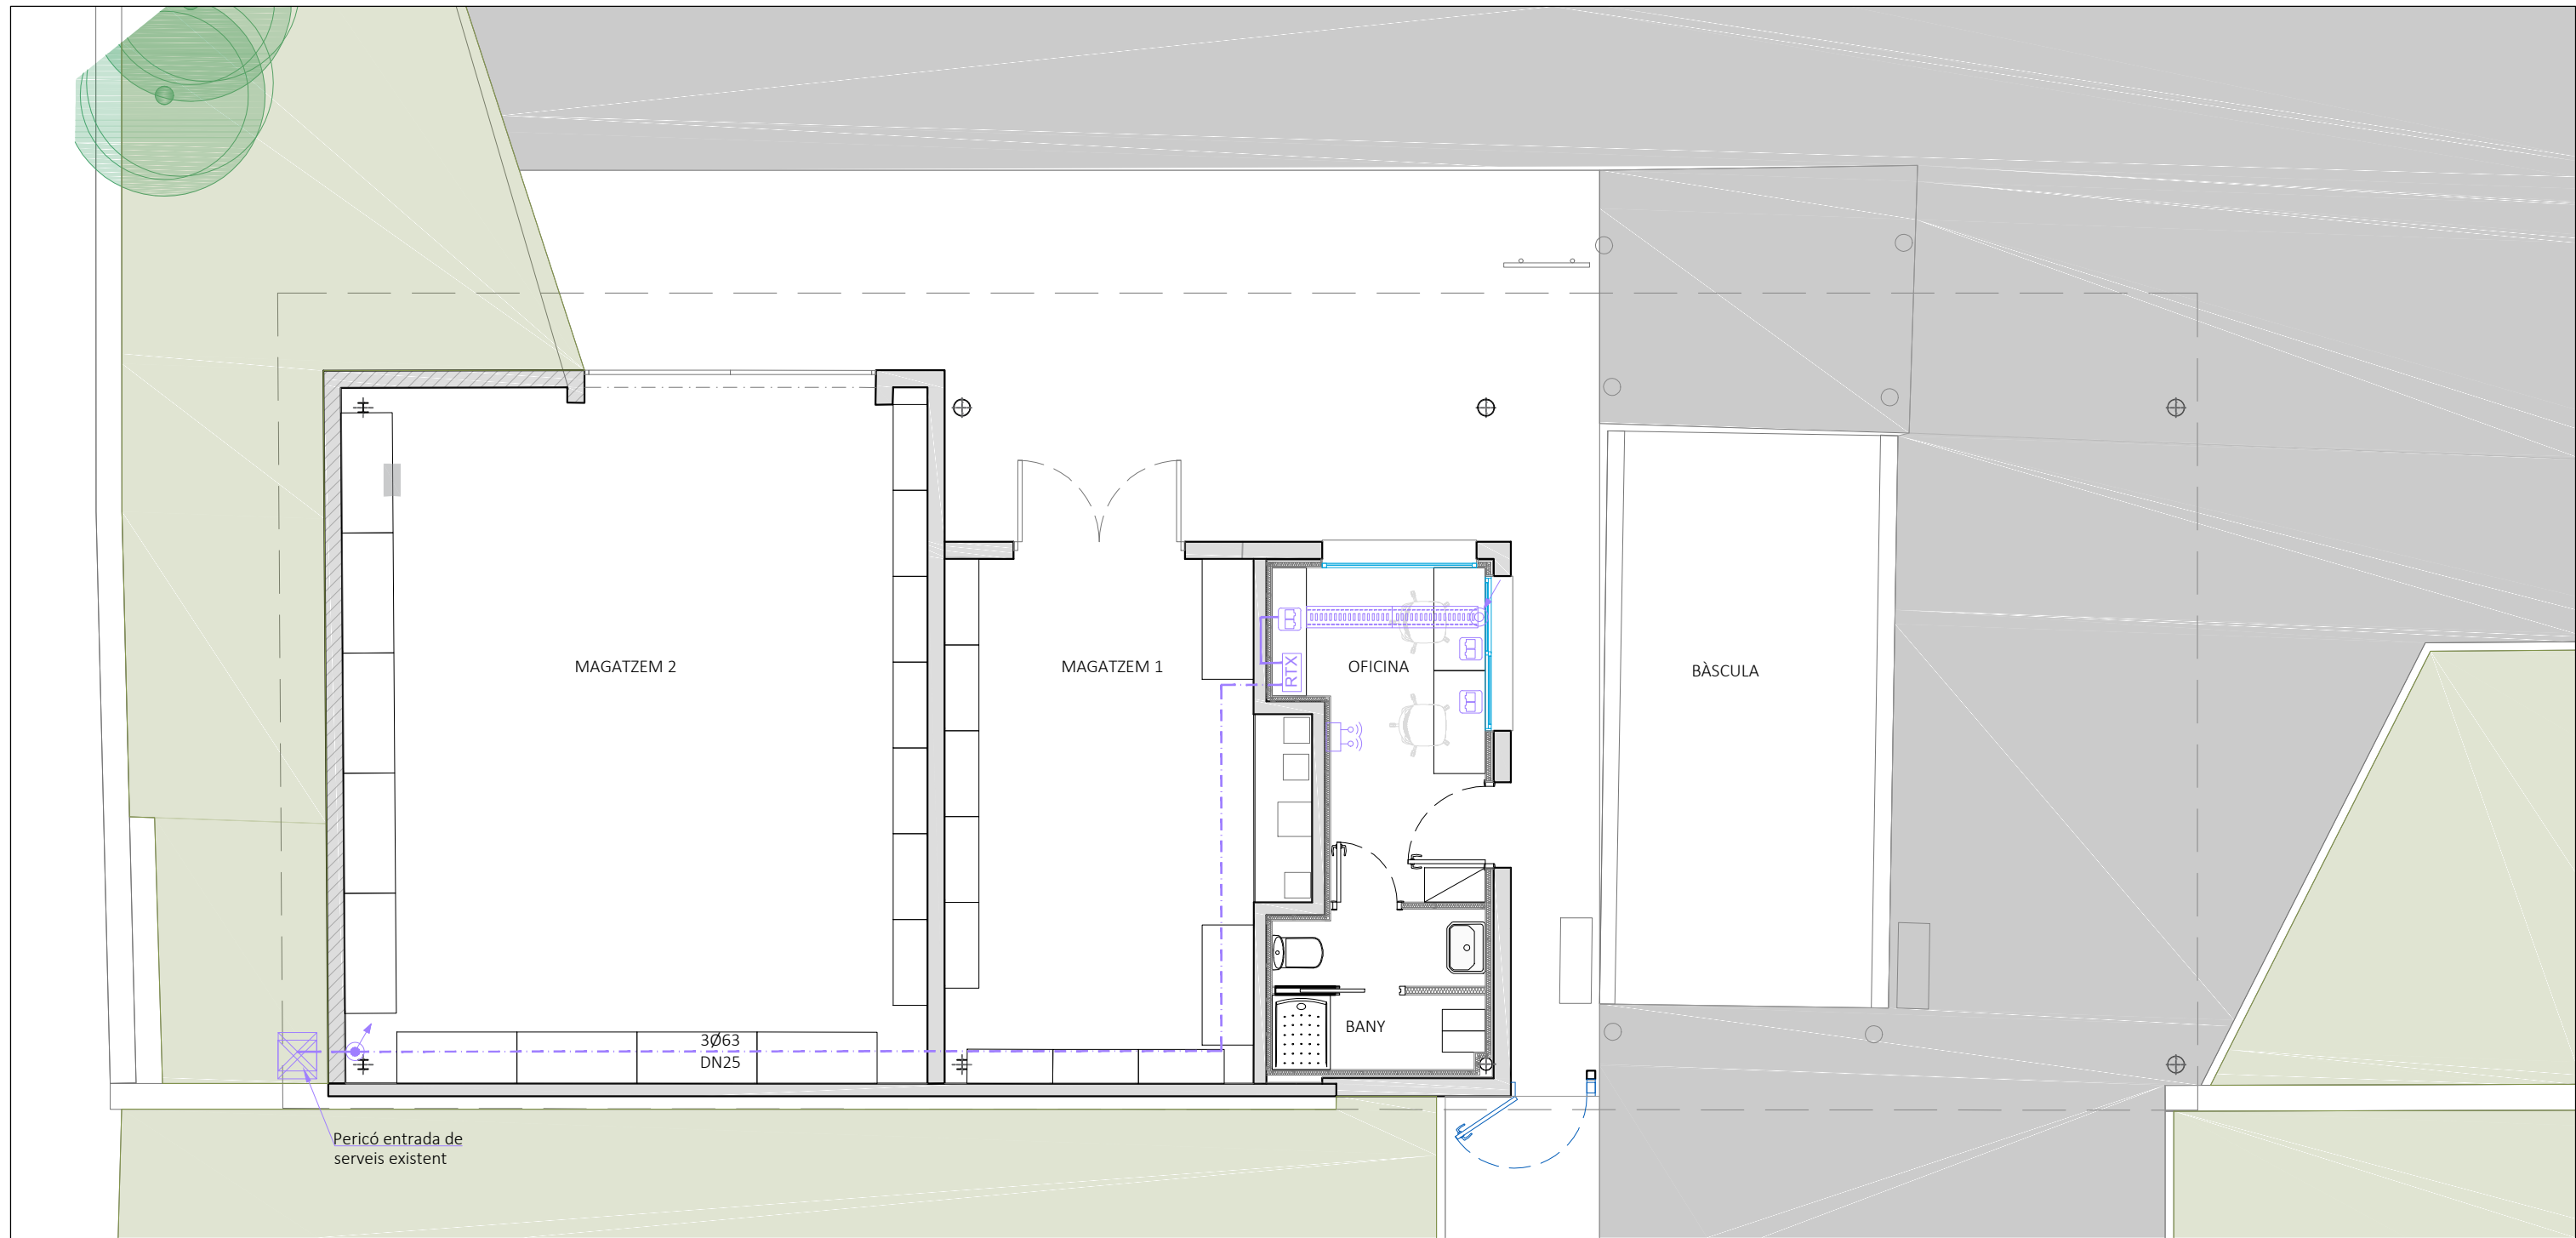 MAGATZEM 2
MAGATZEM 1
RTX
OFICINA
BÀSCULA
BANY
3Ø63
DN25
Pericó entrada de
serveis existent